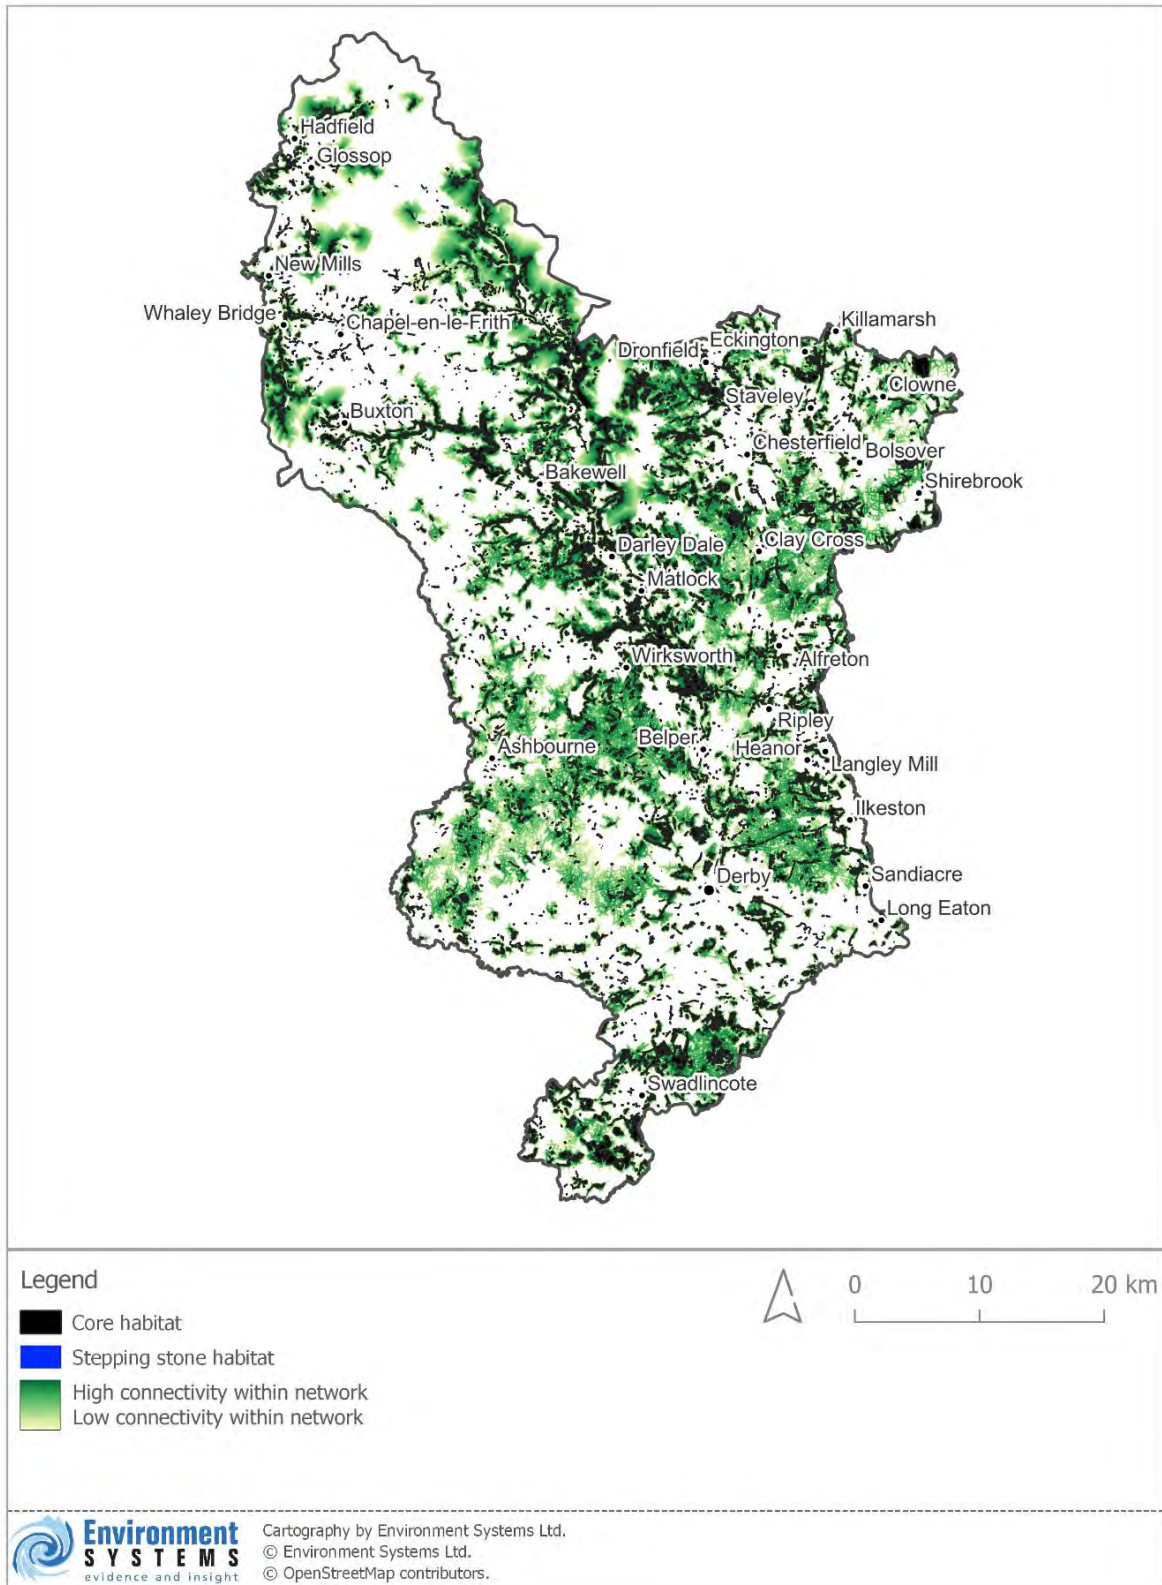 Hadfield
Glossop
New Mills
Whaley Bridge
Chapel-en-le-Frith
Killamarsh
Eckington
Dronfield
Clowne
Staveley
Buxton
Chesterfield
Bolsover
Bakewell
Shirebrook
Clay Cross
Darley Dale
Matlock
Wirksworth
Alfreton
Ripley
Belper
Heanor
Ashbourne
Langley Mill
Ilkeston
Derby
Sandiacre
Long Eaton
Swadlincote
Legend
Core habitat
Stepping stone habitat
High connectivity within network
Low connectivity within network
0 10 20 km
Environment
SYSTEMS
evidence and insight
Cartography by Environment Systems Ltd.
© Environment Systems Ltd.
© OpenStreetMap contributors.